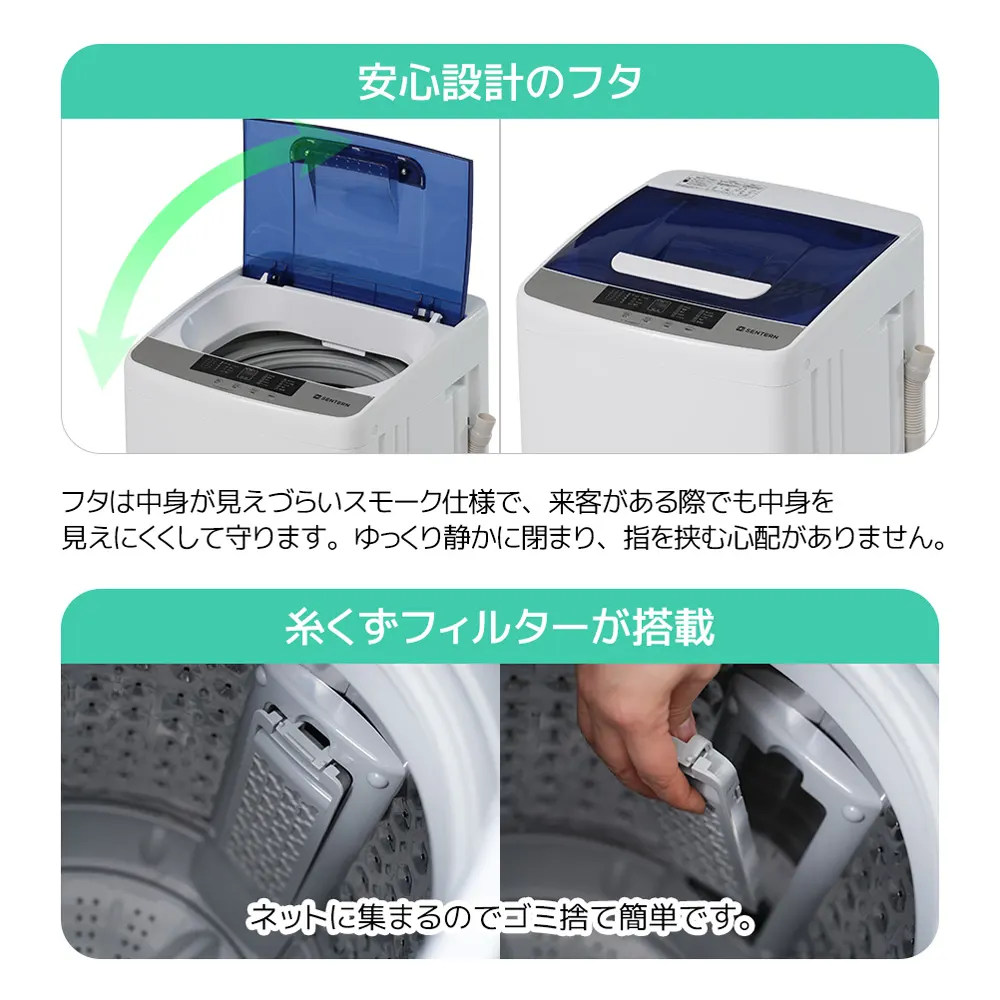 安心設計のフタ
SENTERN
SENTERN
フタは中身が見えづらいスモーク仕様で、来客がある際でも中身を
見えにくくして守ります。ゆっくり静かに閉まり、指を挟む心配がありません。
糸くずフィルターが搭載
ネットに集まるのでゴミ捨て簡単です。